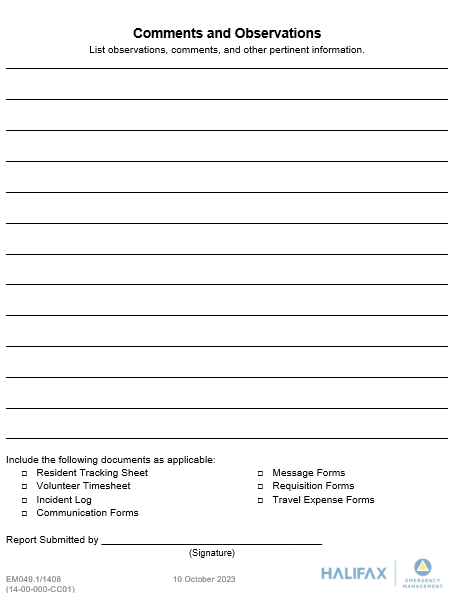 Comments and Observations
List observations, comments, and other pertinent information.
Include the following documents as applicable:
Resident Tracking Sheet
Volunteer Timesheet
Incident Log
Communication Forms
Message Forms
Requisition Forms
Travel Expense Forms
Report Submitted by
(Signature)
EM049.1/1408
(14-00-000-CC01)
10 October 2023
HALIFAX
EMERGENCY
MANAGEMENT